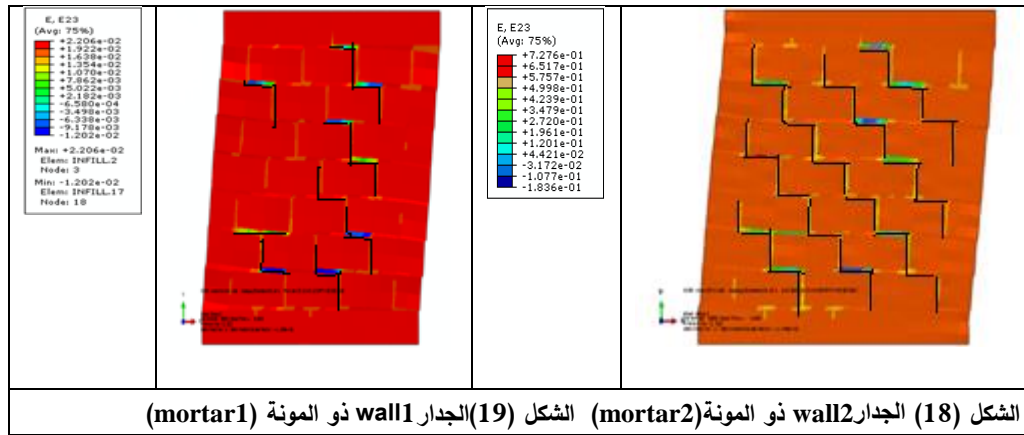 E, E23
(Avg: 75%)
+2.206e-02
+1.922e-02
+1.638e-02
+1.354e-02
+1.070e-02
+7.862e-03
+5.022e-03
+2.182e-03
-6.580e-04
-3.498e-03
-6.338e-03
-9.178e-03
-1.202e-02
Max: +2.206e-02
Elem: INFILL.2
Node: 3
Min: -1.202e-02
Elem: INFILL.17
Node: 18
E, E23
(Avg: 75%)
+7.276e-01
+6.517e-01
+5.757e-01
+4.998e-01
+4.239e-01
+3.479e-01
+2.720e-01
+1.961e-01
+1.201e-01
+4.421e-02
-3.172e-02
-1.077e-01
-1.836e-01
الشكل (18) الجدارwall2 ذو المونة(mortar2) الشكل (19)الجدارwall1 ذو المونة (mortar1)